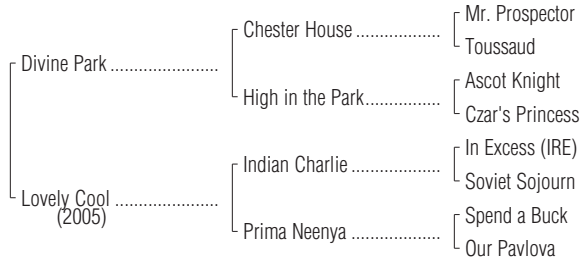 Mr. Prospector
Chester House ....................
Toussaud
Divine Park .........................
Ascot Knight
High in the Park..................
Czar's Princess
In Excess (IRE)
Indian Charlie .....................
Soviet Sojourn
Lovely Cool ........................
(2005)
Spend a Buck
Prima Neenya .....................
Our Pavlova